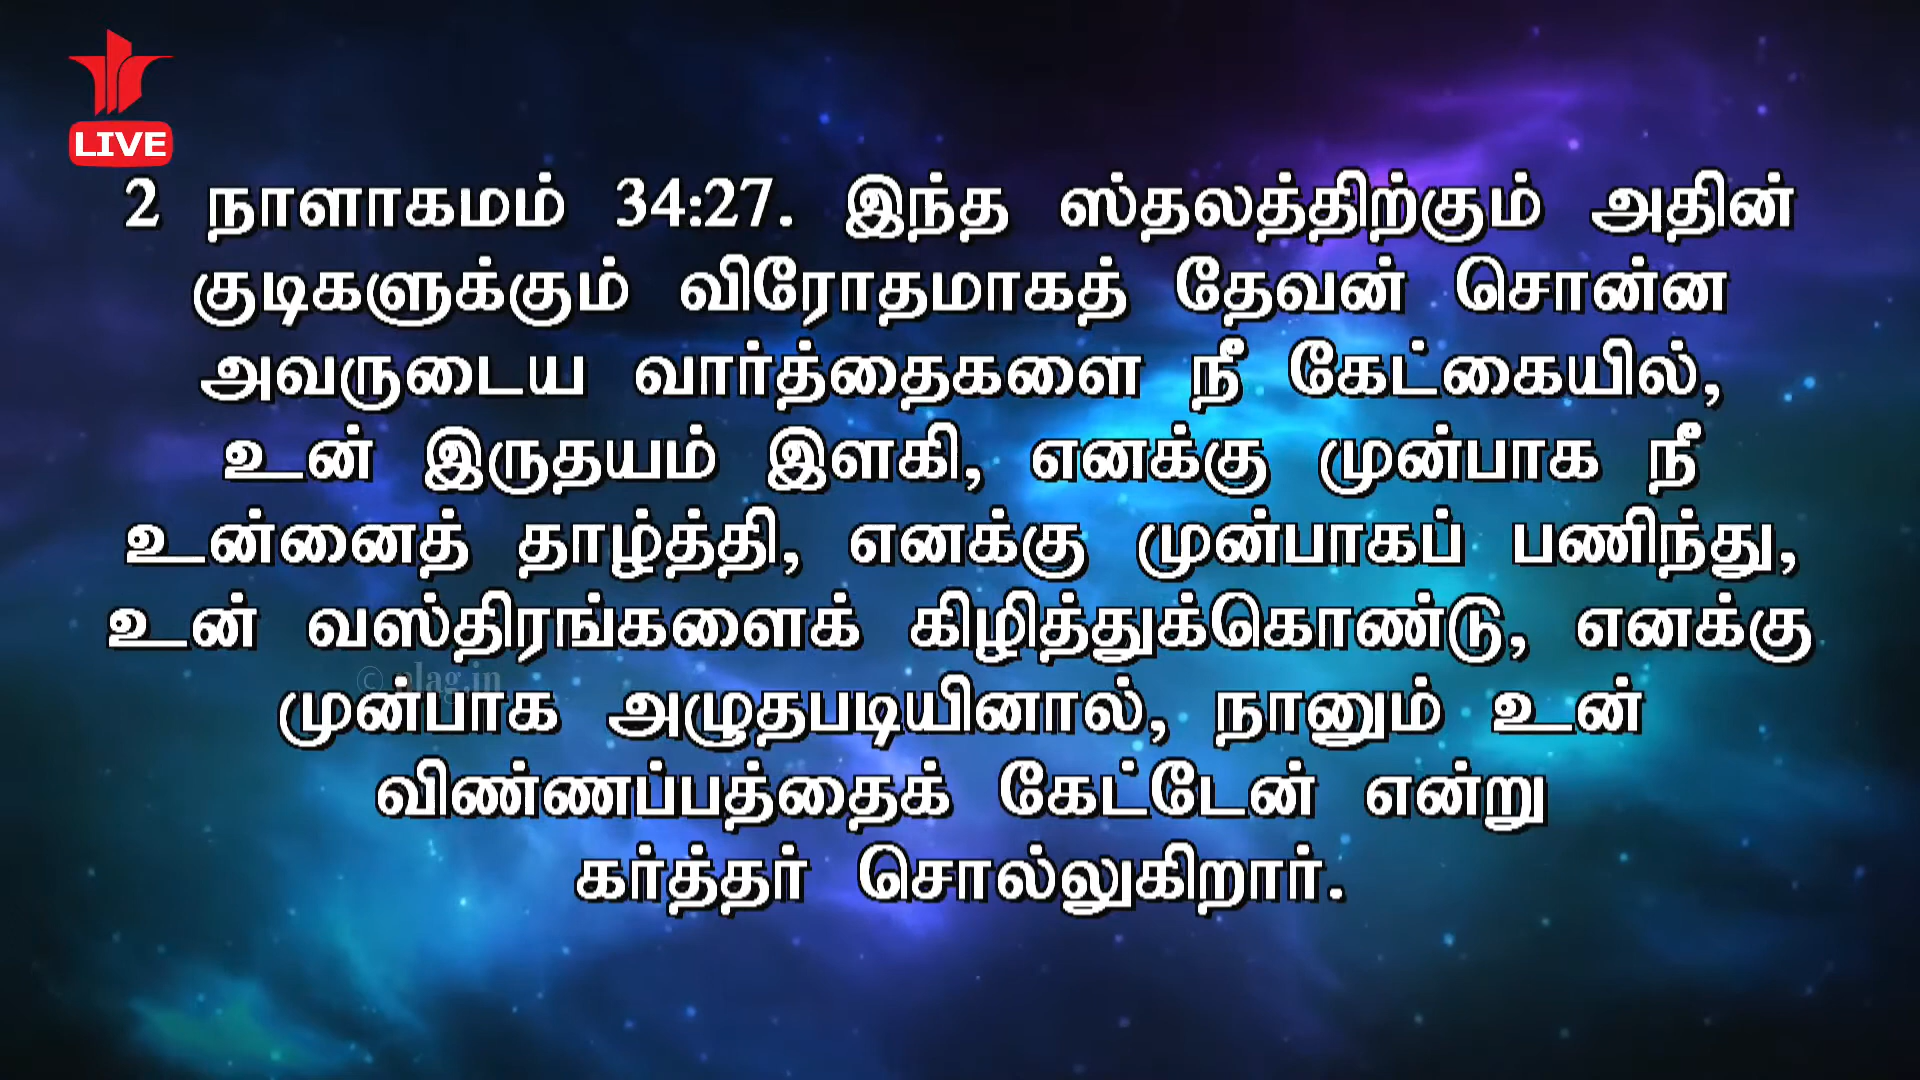 LIVE
2 நாளாகமம் 34:27. இந்த ஸ்தலத்திற்கும் அதின்
குடிகளுக்கும் விரோதமாகத் தேவன் சொன்ன
அவருடைய வார்த்தைகளை நீ கேட்கையில்,
உன் இருதயம் இளகி, எனக்கு முன்பாக நீ
உன்னைத் தாழ்த்தி, எனக்கு முன்பாகப் பணிந்து,
உன் வஸ்திரங்களைக் கிழித்துக்கொண்டு, எனக்கு
முன்பாக அழுதபடியினால், நானும் உன்
விண்ணப்பத்தைக் கேட்டேன் என்று
கர்த்தர் சொல்லுகிறார்.